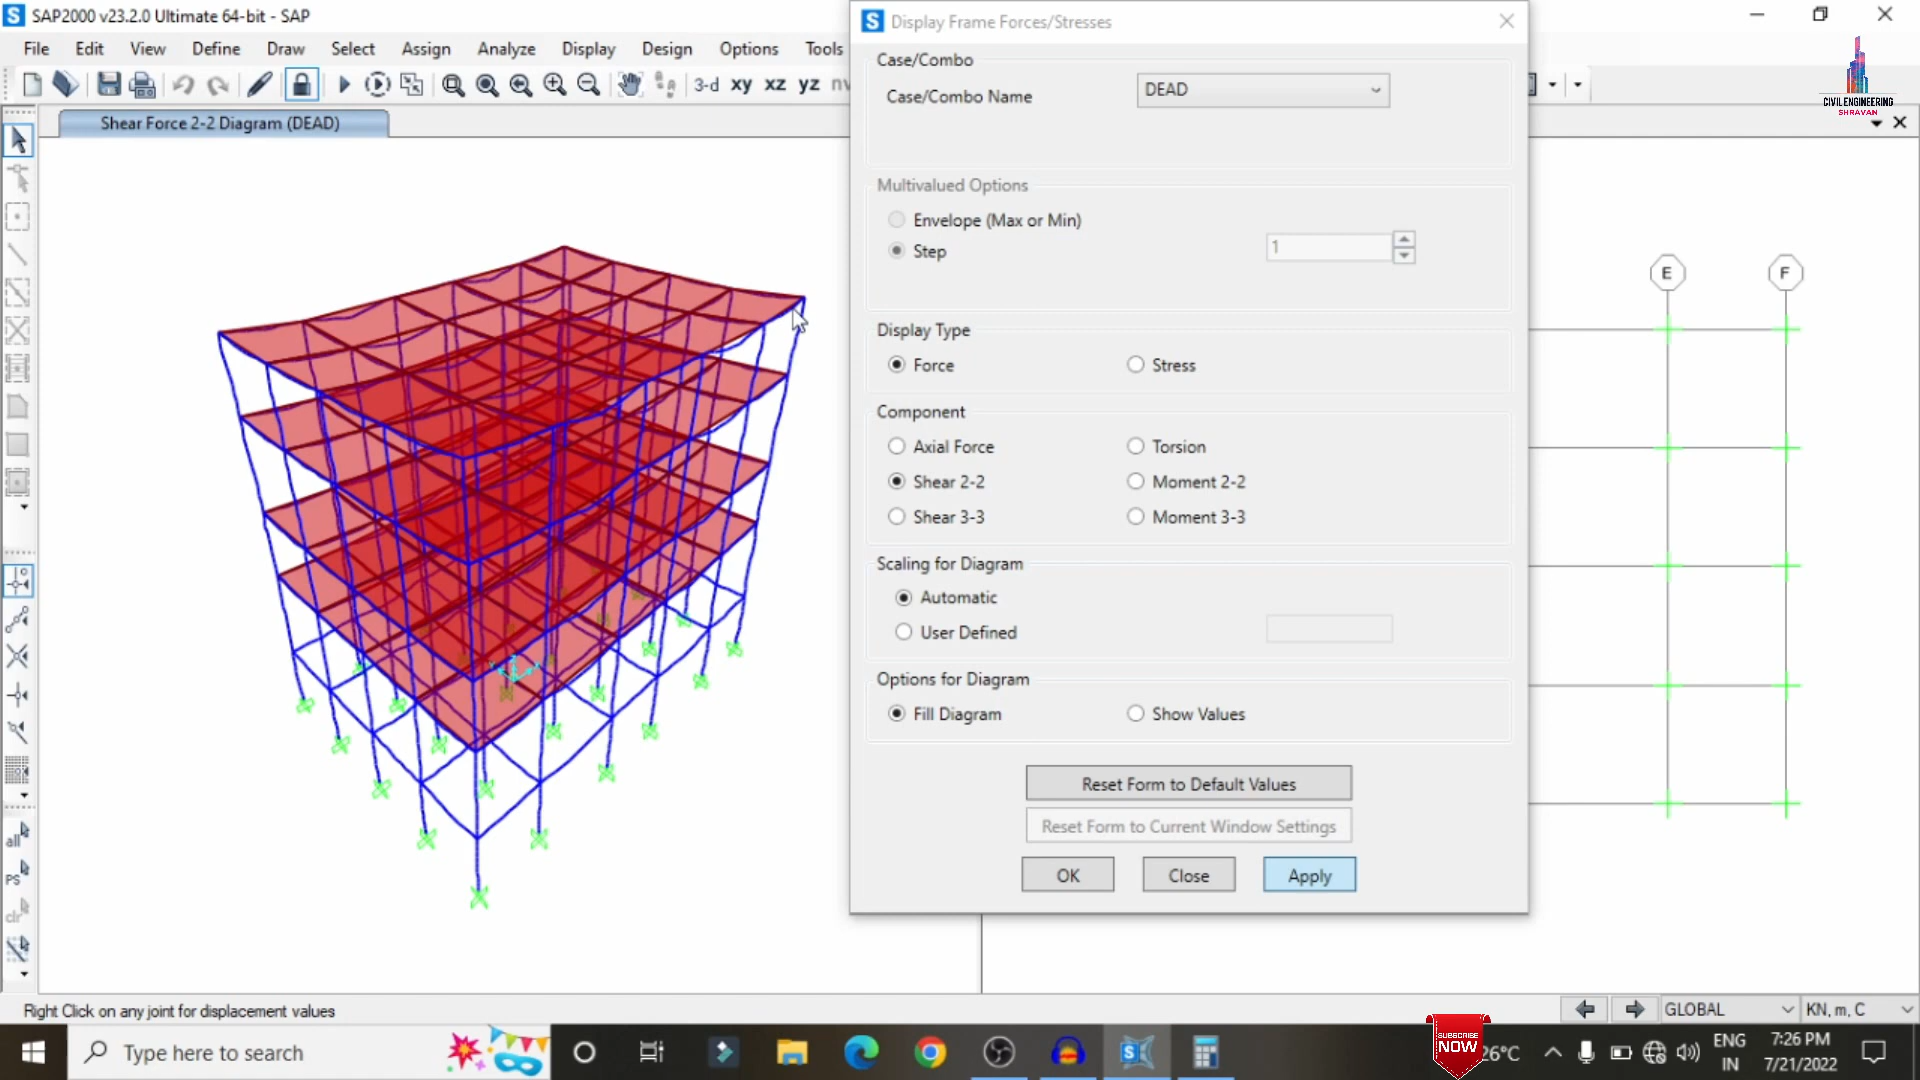 SAP2000 v23.2.0 Ultimate 64-bit - SAP
File Edit View Define Draw Select Assign Analyze Display Design Options Tools
3-d xy xz yz nv
Shear Force 2-2 Diagram (DEAD)
Display Frame Forces/Stresses
Case/Combo
Case/Combo Name DEAD
Multivalued Options
Envelope (Max or Min)
Step 1
Display Type
Force Stress
Component
Axial Force Torsion
Shear 2-2 Moment 2-2
Shear 3-3 Moment 3-3
Scaling for Diagram
Automatic
User Defined
Options for Diagram
Fill Diagram Show Values
Reset Form to Default Values
Reset Form to Current Window Settings
OK Close Apply
CIVIL ENGINEERING
SHRAVAN
E F
all
PS
clr
Right Click on any joint for displacement values
GLOBAL KN, m, C
Type here to search
SUBSCRIBE
NOW
26°C
ENG
IN
7:26 PM
7/21/2022